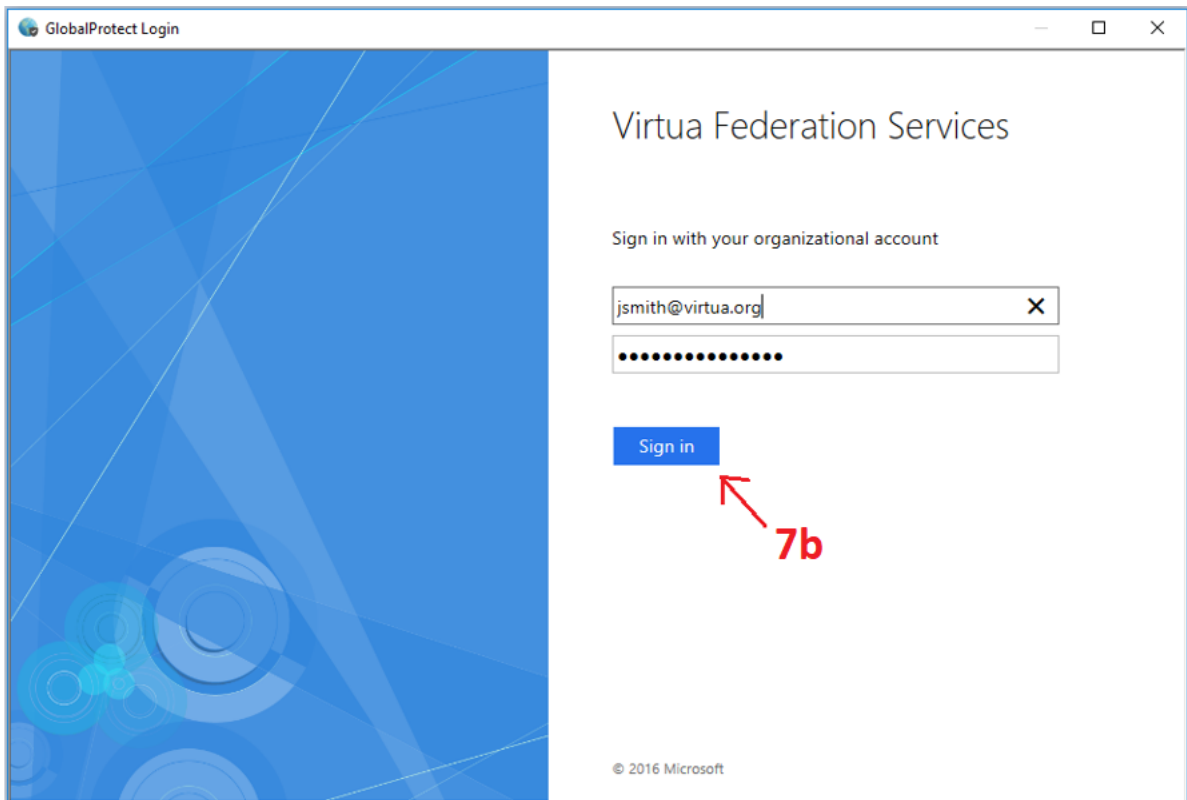 GlobalProtect Login
Virtua Federation Services
Sign in with your organizational account
jsmith@virtua.org
•••••••••••••••
Sign in
7b
© 2016 Microsoft